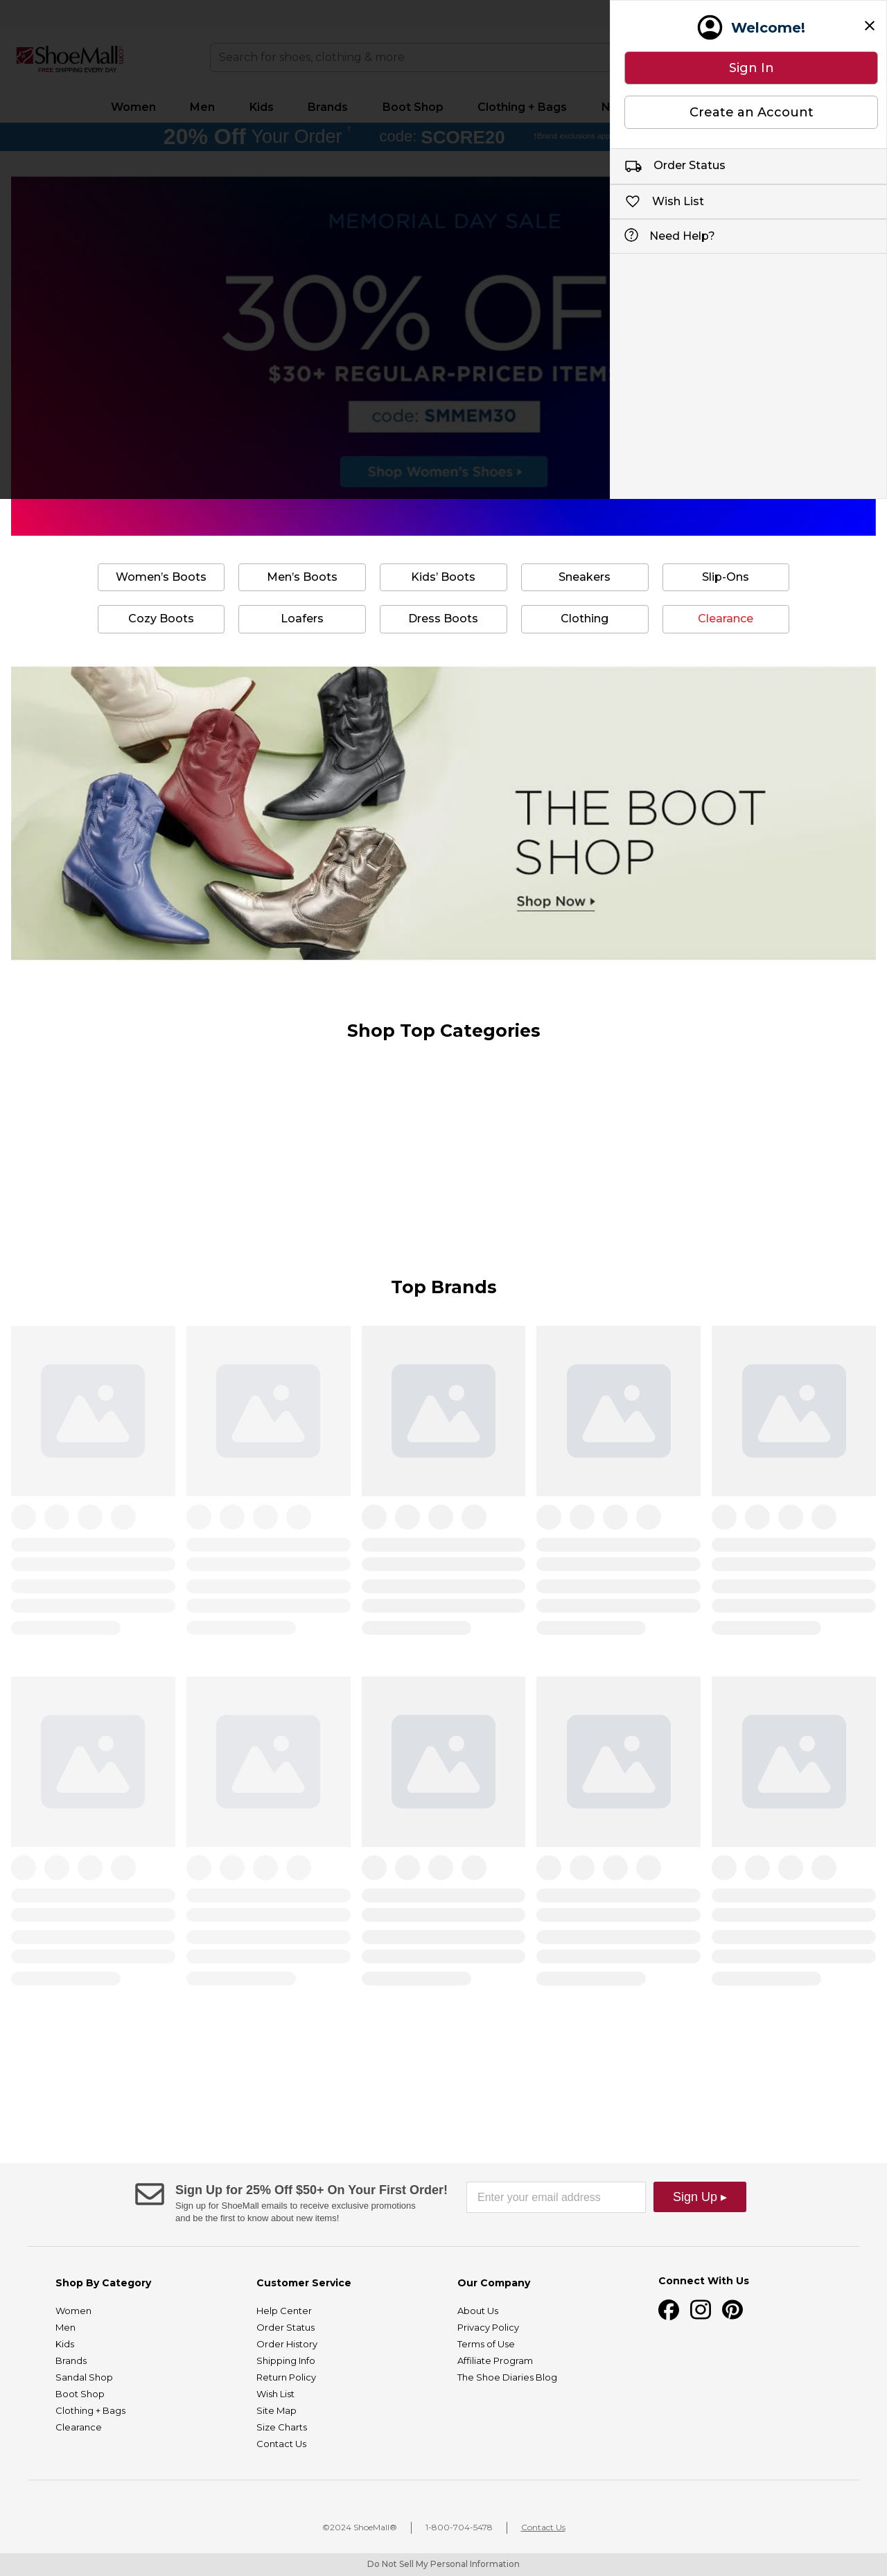 Welcome!
Sign In
Create an Account
Order Status
Wish List
Need Help?
ShoeMall.com
FREE SHIPPING EVERY DAY
Search for shoes, clothing & more
Women Men Kids Brands Boot Shop Clothing + Bags N
20% Off Your Order † code: SCORE20 †Brand exclusions app
MEMORIAL DAY SALE
30% OF
$30+ REGULAR-PRICED ITEM
code: SMMEM30
Shop Women's Shoes
Women’s Boots Men’s Boots Kids’ Boots Sneakers Slip-Ons
Cozy Boots Loafers Dress Boots Clothing Clearance
THE BOOT
SHOP
Shop Now
Shop Top Categories
Top Brands
Sign Up for 25% Off $50+ On Your First Order!
Sign up for ShoeMall emails to receive exclusive promotions
and be the first to know about new items!
Enter your email address
Sign Up ▸
Shop By Category
Women
Men
Kids
Brands
Sandal Shop
Boot Shop
Clothing + Bags
Clearance
Customer Service
Help Center
Order Status
Order History
Shipping Info
Return Policy
Wish List
Site Map
Size Charts
Contact Us
Our Company
About Us
Privacy Policy
Terms of Use
Affiliate Program
The Shoe Diaries Blog
Connect With Us
©2024 ShoeMall® 1-800-704-5478 Contact Us
Do Not Sell My Personal Information